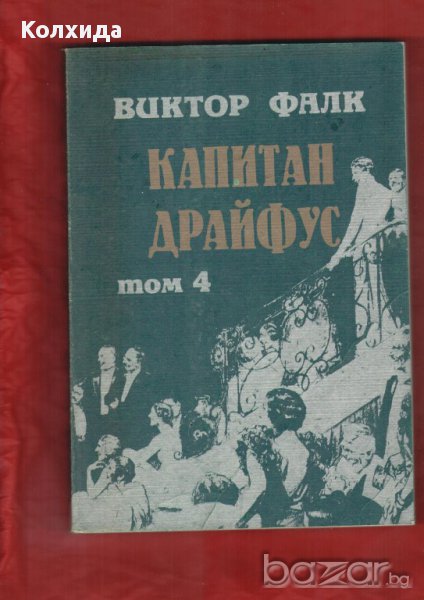 Колхида
ВИКТОР ФАЛК
КАПИТАН
ДРАЙФУС
том 4
bazar.bg